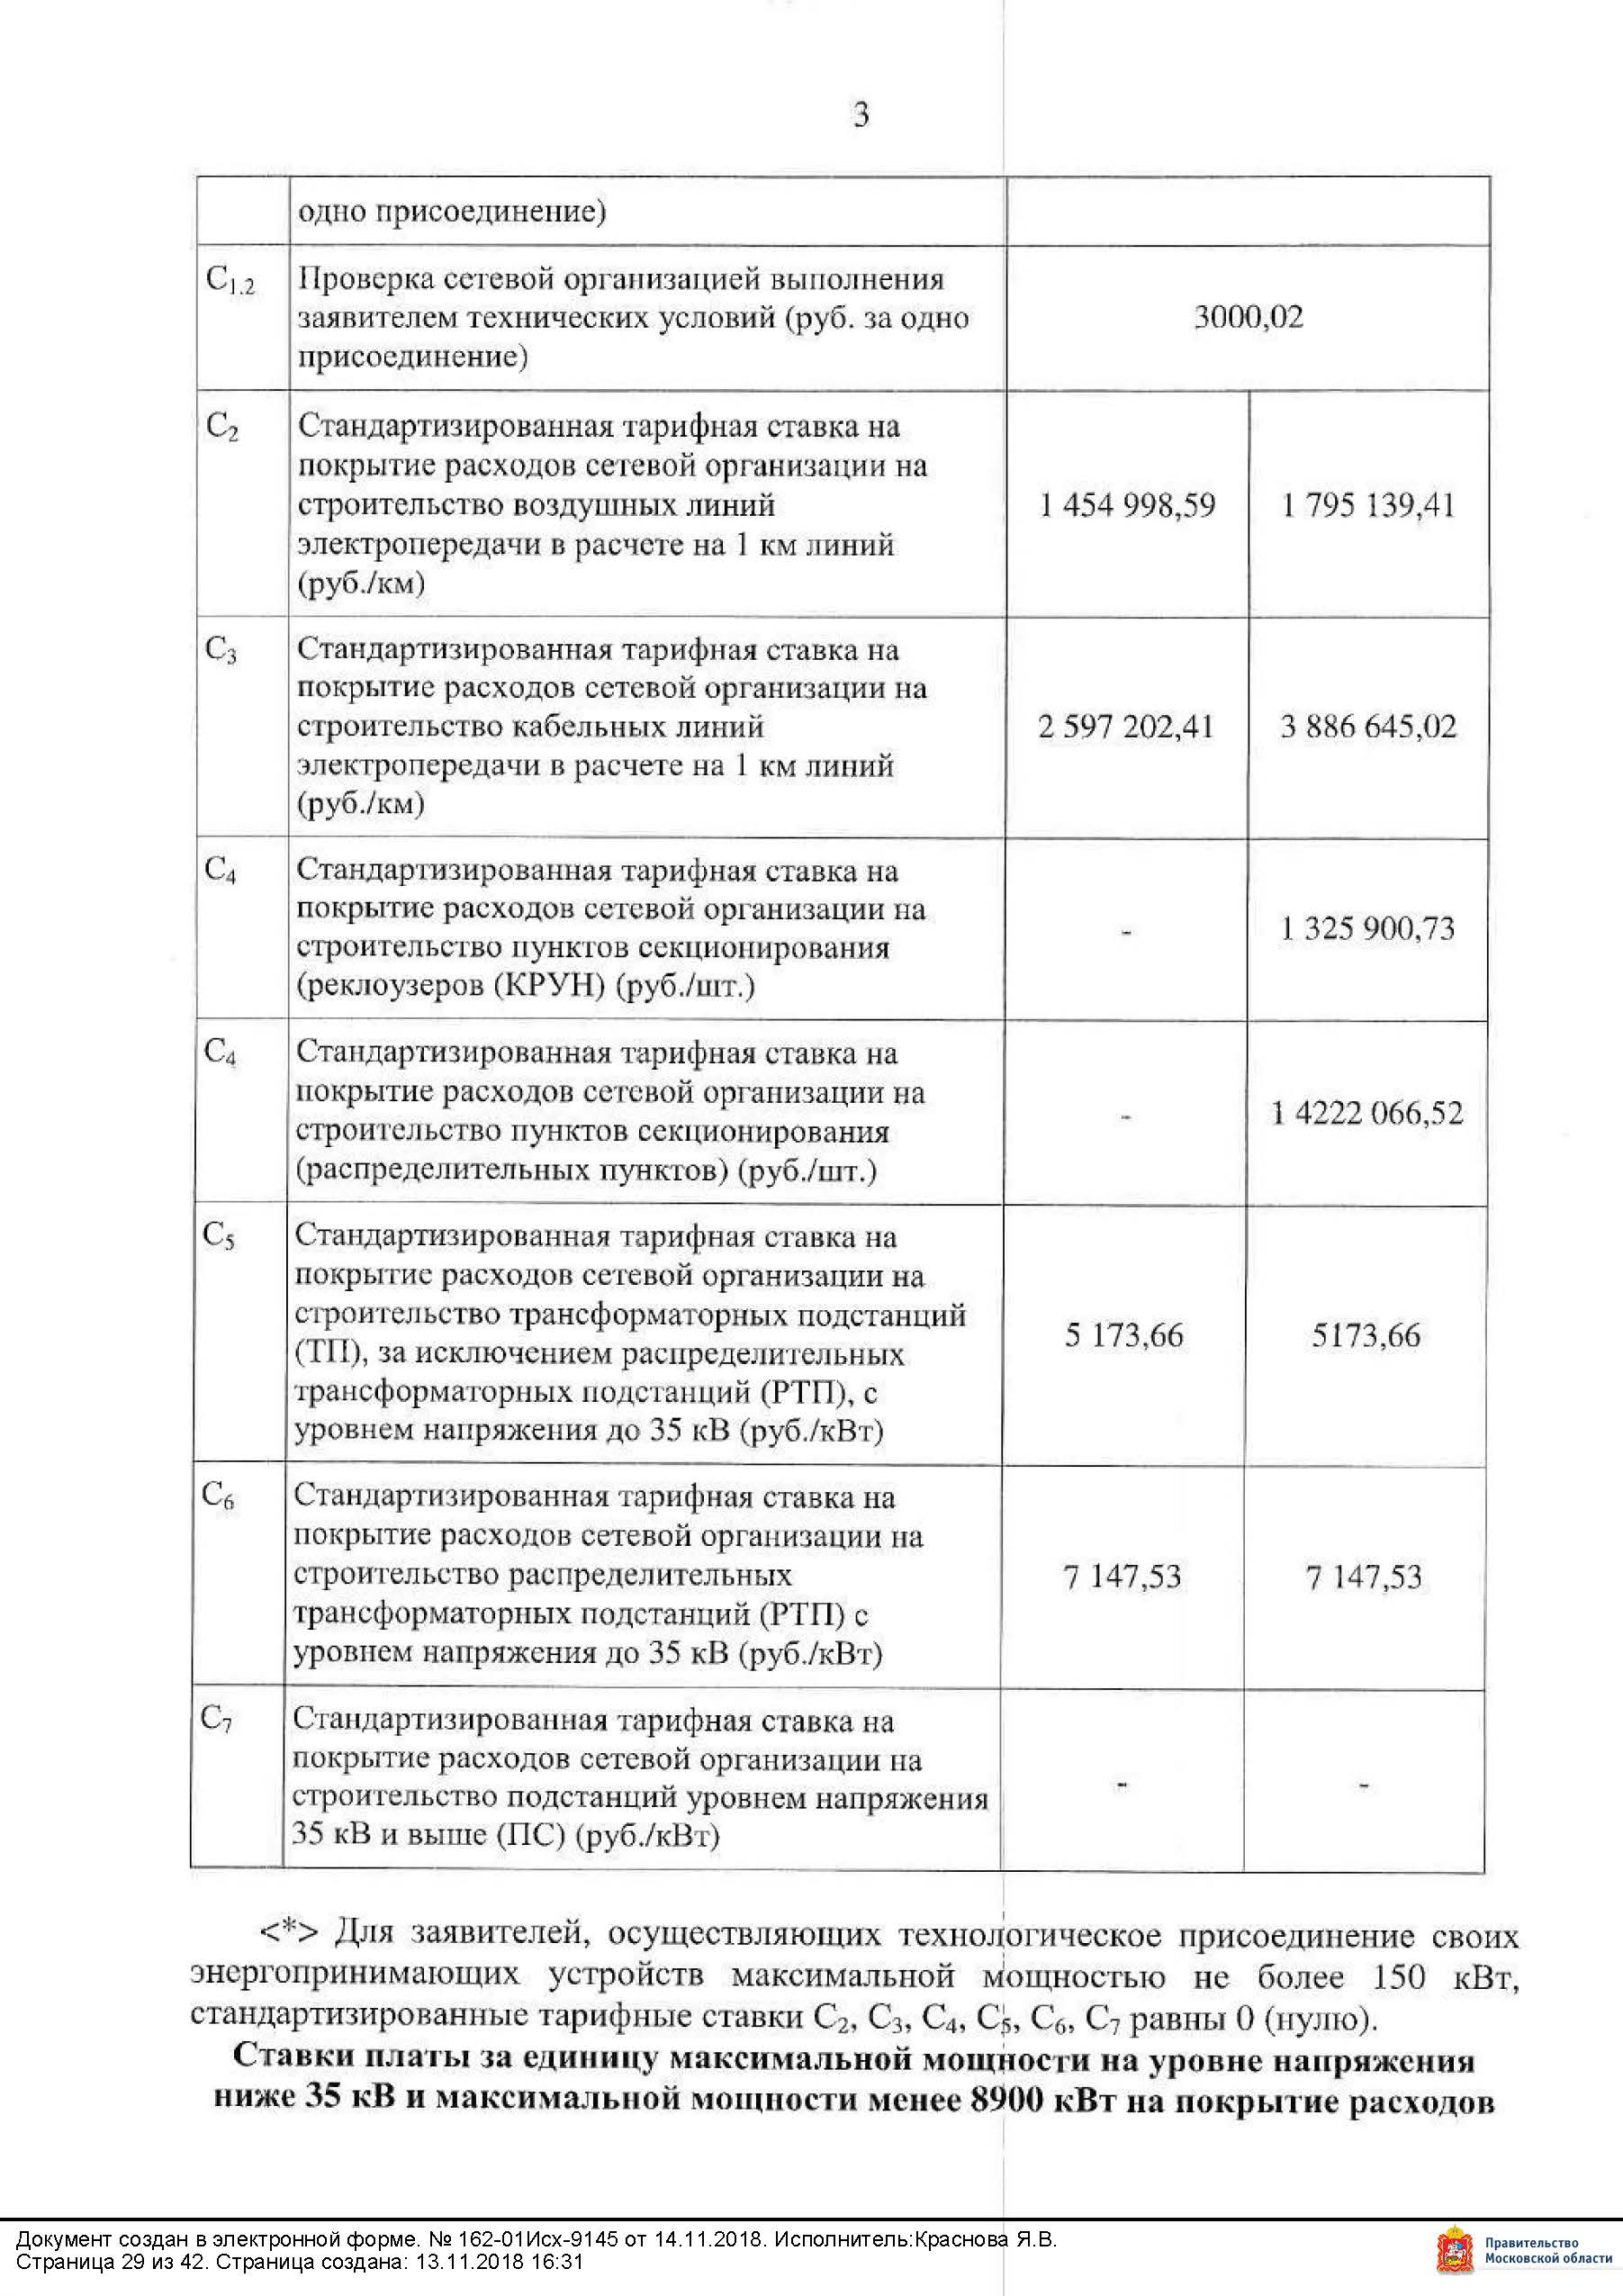 3
одно присоединение)
C1.2
Проверка сетевой организацией выполнения
заявителем технических условий (руб. за одно
присоединение)
3000,02
C2
Стандартизированная тарифная ставка на
покрытие расходов сетевой организации на
строительство воздушных линий
электропередачи в расчете на 1 км линий
(руб./км)
1 454 998,59
1 795 139,41
C3
Стандартизированная тарифная ставка на
покрытие расходов сетевой организации на
строительство кабельных линий
электропередачи в расчете на 1 км линий
(руб./км)
2 597 202,41
3 886 645,02
C4
Стандартизированная тарифная ставка на
покрытие расходов сетевой организации на
строительство пунктов секционирования
(реклоузеров (КРУН) (руб./шт.)
-
1 325 900,73
C4
Стандартизированная тарифная ставка на
покрытие расходов сетевой организации на
строительство пунктов секционирования
(распределительных пунктов) (руб./шт.)
-
1 4222 066,52
C5
Стандартизированная тарифная ставка на
покрытие расходов сетевой организации на
строительство трансформаторных подстанций
(ТП), за исключением распределительных
трансформаторных подстанций (РТП), с
уровнем напряжения до 35 кВ (руб./кВт)
5 173,66
5173,66
C6
Стандартизированная тарифная ставка на
покрытие расходов сетевой организации на
строительство распределительных
трансформаторных подстанций (РТП) с
уровнем напряжения до 35 кВ (руб./кВт)
7 147,53
7 147,53
C7
Стандартизированная тарифная ставка на
покрытие расходов сетевой организации на
строительство подстанций уровнем напряжения
35 кВ и выше (ПС) (руб./кВт)
-
-
<*> Для заявителей, осуществляющих технологическое присоединение своих
энергопринимающих устройств максимальной мощностью не более 150 кВт,
стандартизированные тарифные ставки C2, C3, C4, C5, C6, C7 равны 0 (нулю).
Ставки платы за единицу максимальной мощности на уровне напряжения
ниже 35 кВ и максимальной мощности менее 8900 кВт на покрытие расходов
Документ создан в электронной форме. № 162-01Исх-9145 от 14.11.2018. Исполнитель:Краснова Я.В.
Страница 29 из 42. Страница создана: 13.11.2018 16:31
Правительство
Московской области